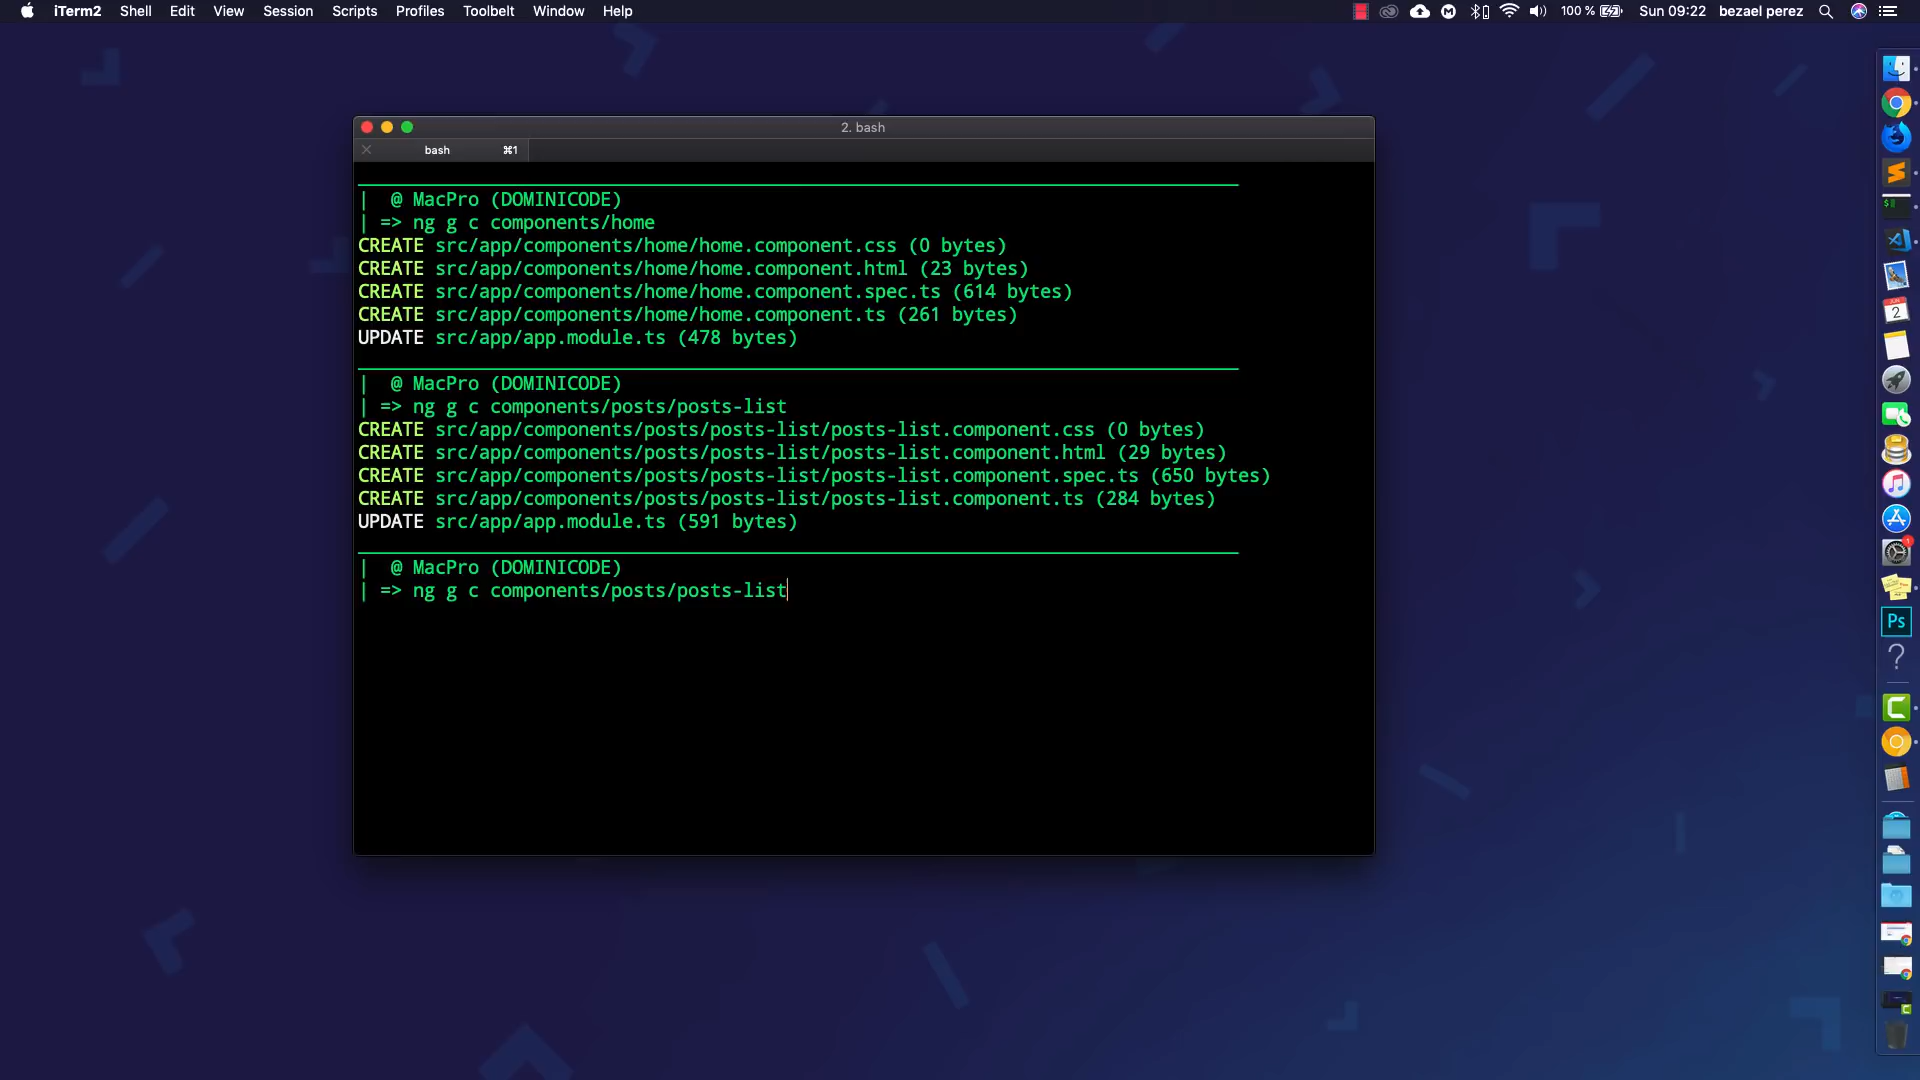 iTerm2 Shell Edit View Session Scripts Profiles Toolbelt Window Help 100 % Sun 09:22 bezael perez
2. bash
bash ⌘1
| @ MacPro (DOMINICODE)
| => ng g c components/home
CREATE src/app/components/home/home.component.css (0 bytes)
CREATE src/app/components/home/home.component.html (23 bytes)
CREATE src/app/components/home/home.component.spec.ts (614 bytes)
CREATE src/app/components/home/home.component.ts (261 bytes)
UPDATE src/app/app.module.ts (478 bytes)
| @ MacPro (DOMINICODE)
| => ng g c components/posts/posts-list
CREATE src/app/components/posts/posts-list/posts-list.component.css (0 bytes)
CREATE src/app/components/posts/posts-list/posts-list.component.html (29 bytes)
CREATE src/app/components/posts/posts-list/posts-list.component.spec.ts (650 bytes)
CREATE src/app/components/posts/posts-list/posts-list.component.ts (284 bytes)
UPDATE src/app/app.module.ts (591 bytes)
| @ MacPro (DOMINICODE)
| => ng g c components/posts/posts-list
2
1
Ps
?